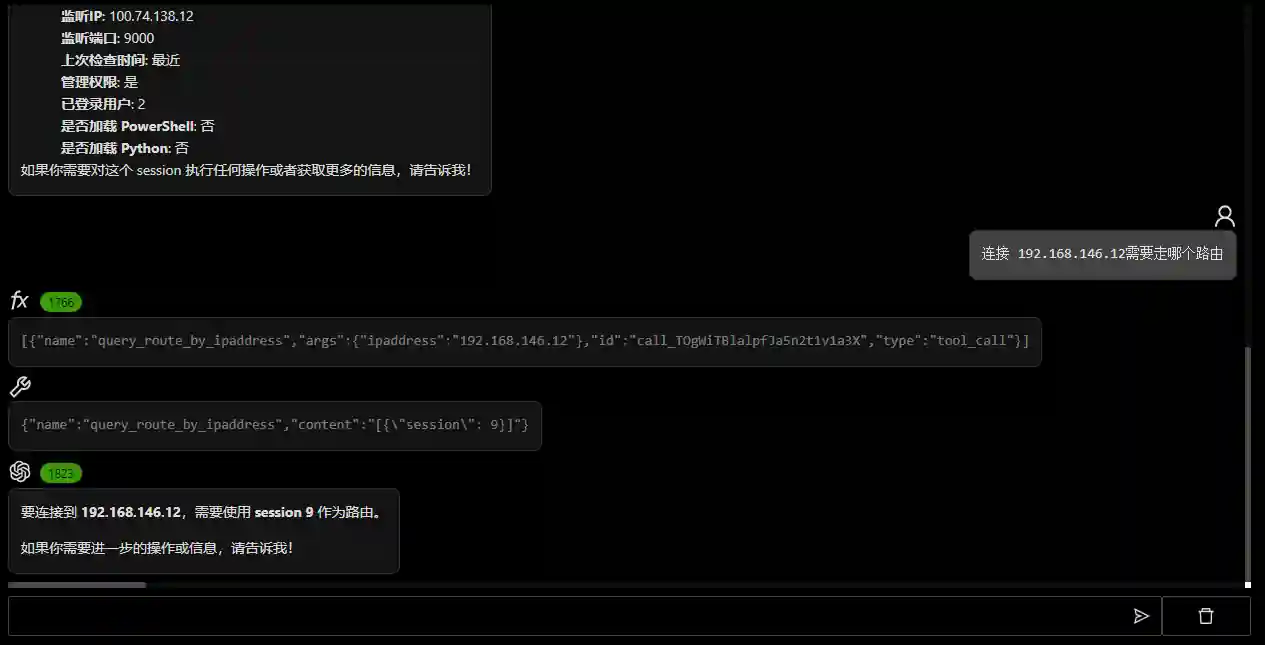 监听IP: 100.74.138.12
监听端口: 9000
上次检查时间: 最近
管理权限: 是
已登录用户: 2
是否加载 PowerShell: 否
是否加载 Python: 否
如果你需要对这个 session 执行任何操作或者获取更多的信息，请告诉我！
连接 192.168.146.12需要走哪个路由
fx 1766
[{"name":"query_route_by_ipaddress","args":{"ipaddress":"192.168.146.12"},"id":"call_TOgWiTBlalpfJa5n2t1v1a3X","type":"tool_call"}]
{"name":"query_route_by_ipaddress","content":"[{\"session\": 9}]"}
1823
要连接到 192.168.146.12，需要使用 session 9 作为路由。
如果你需要进一步的操作或信息，请告诉我！